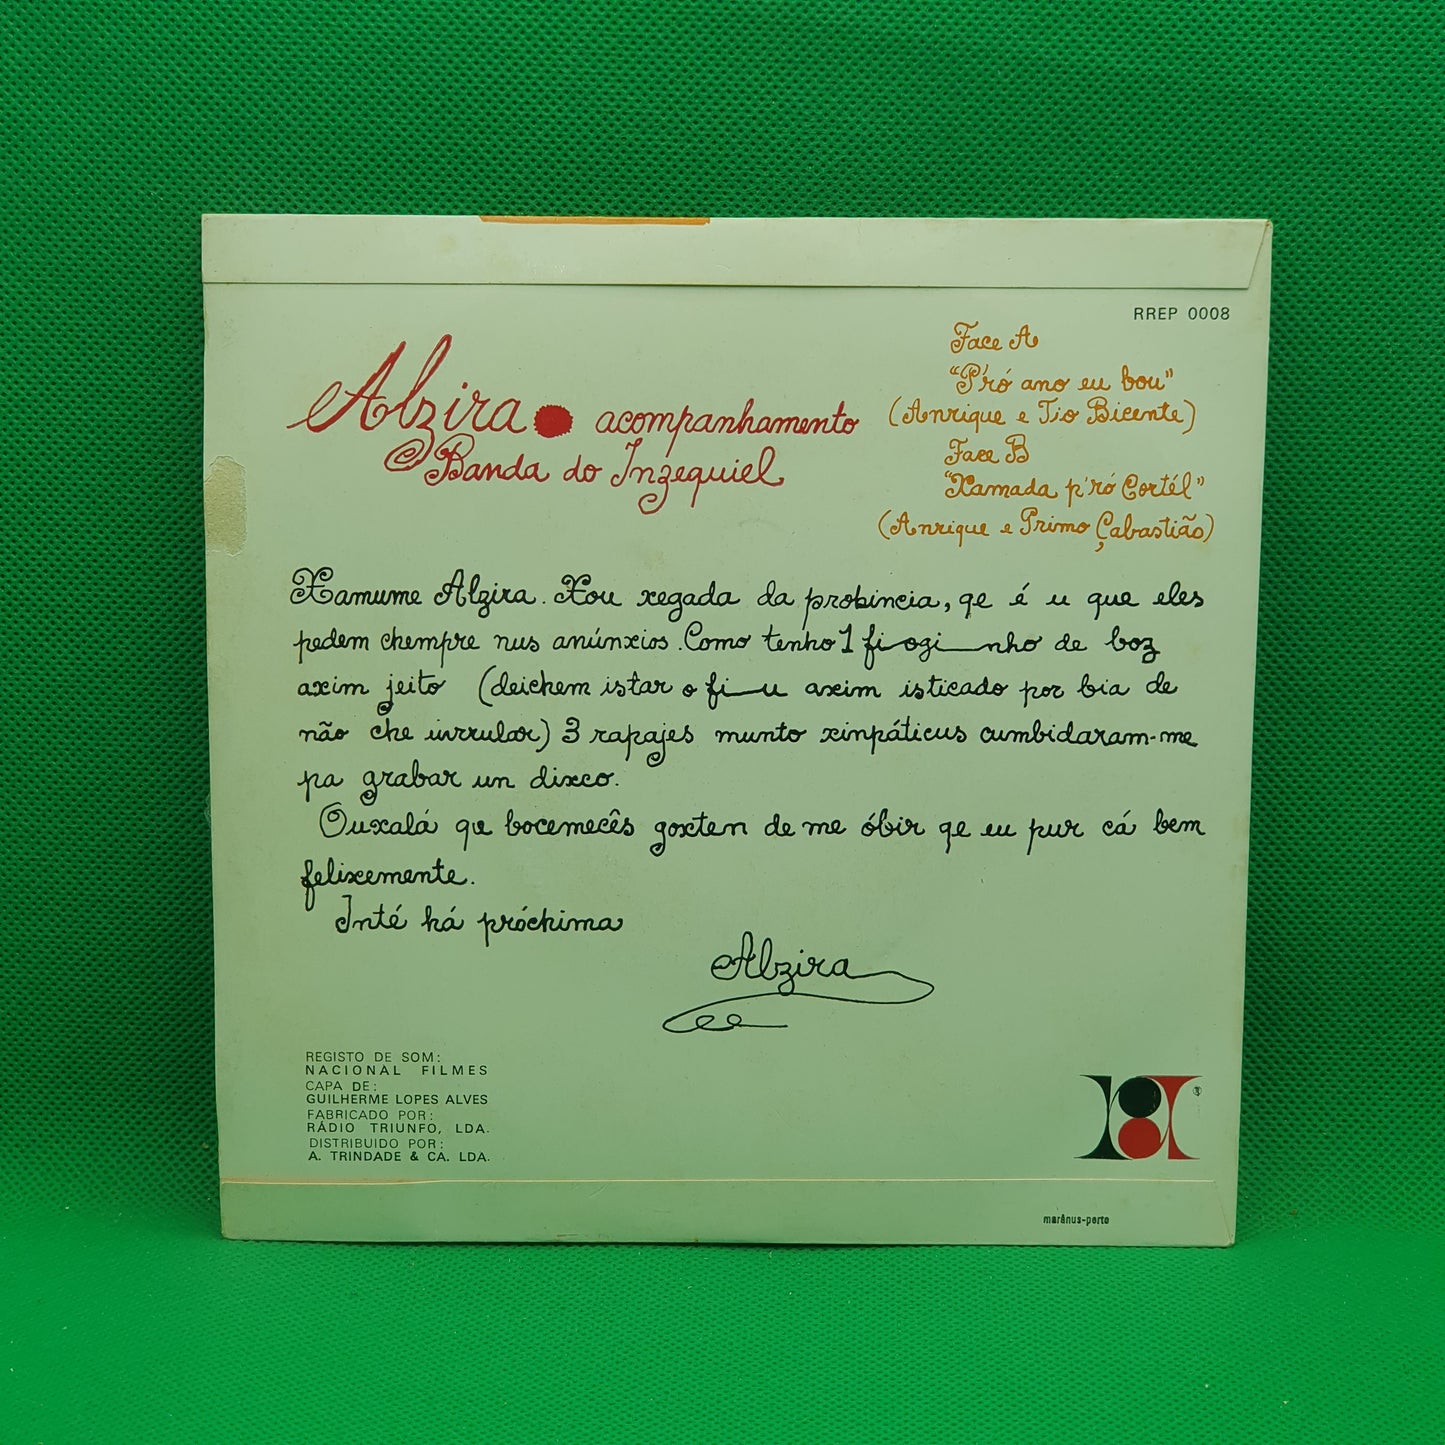 RREP 0008
Alzira acompanhamento
Banda do Inzequiel
Face A
"P'ró ano eu bou"
(Anrique e Tio Bicente)
Face B
"Xamada p'ró Cortél"
(Anrique e Primo Çabastião)
Xamume Alzira. Xou xegada da probincia, qe é u que eles
pedem chempre nus anúnxios. Como tenho 1 fioginho de boz
axim jeito (deichem istar o fiu axim isticado por bia de
não che inrrular) 3 rapajes munto xinpáticus cumbidaram-me
pa grabar un dixco.
Ouxalá qe bocemecês goxten de me óbir qe eu pur cá bem
felixemente.
Inté há próchima
Alzira
REGISTO DE SOM:
NACIONAL FILMES
CAPA DE:
GUILHERME LOPES ALVES
FABRICADO POR:
RÁDIO TRIUNFO, LDA.
DISTRIBUIDO POR:
A. TRINDADE & CA. LDA.
®
marânus-porto